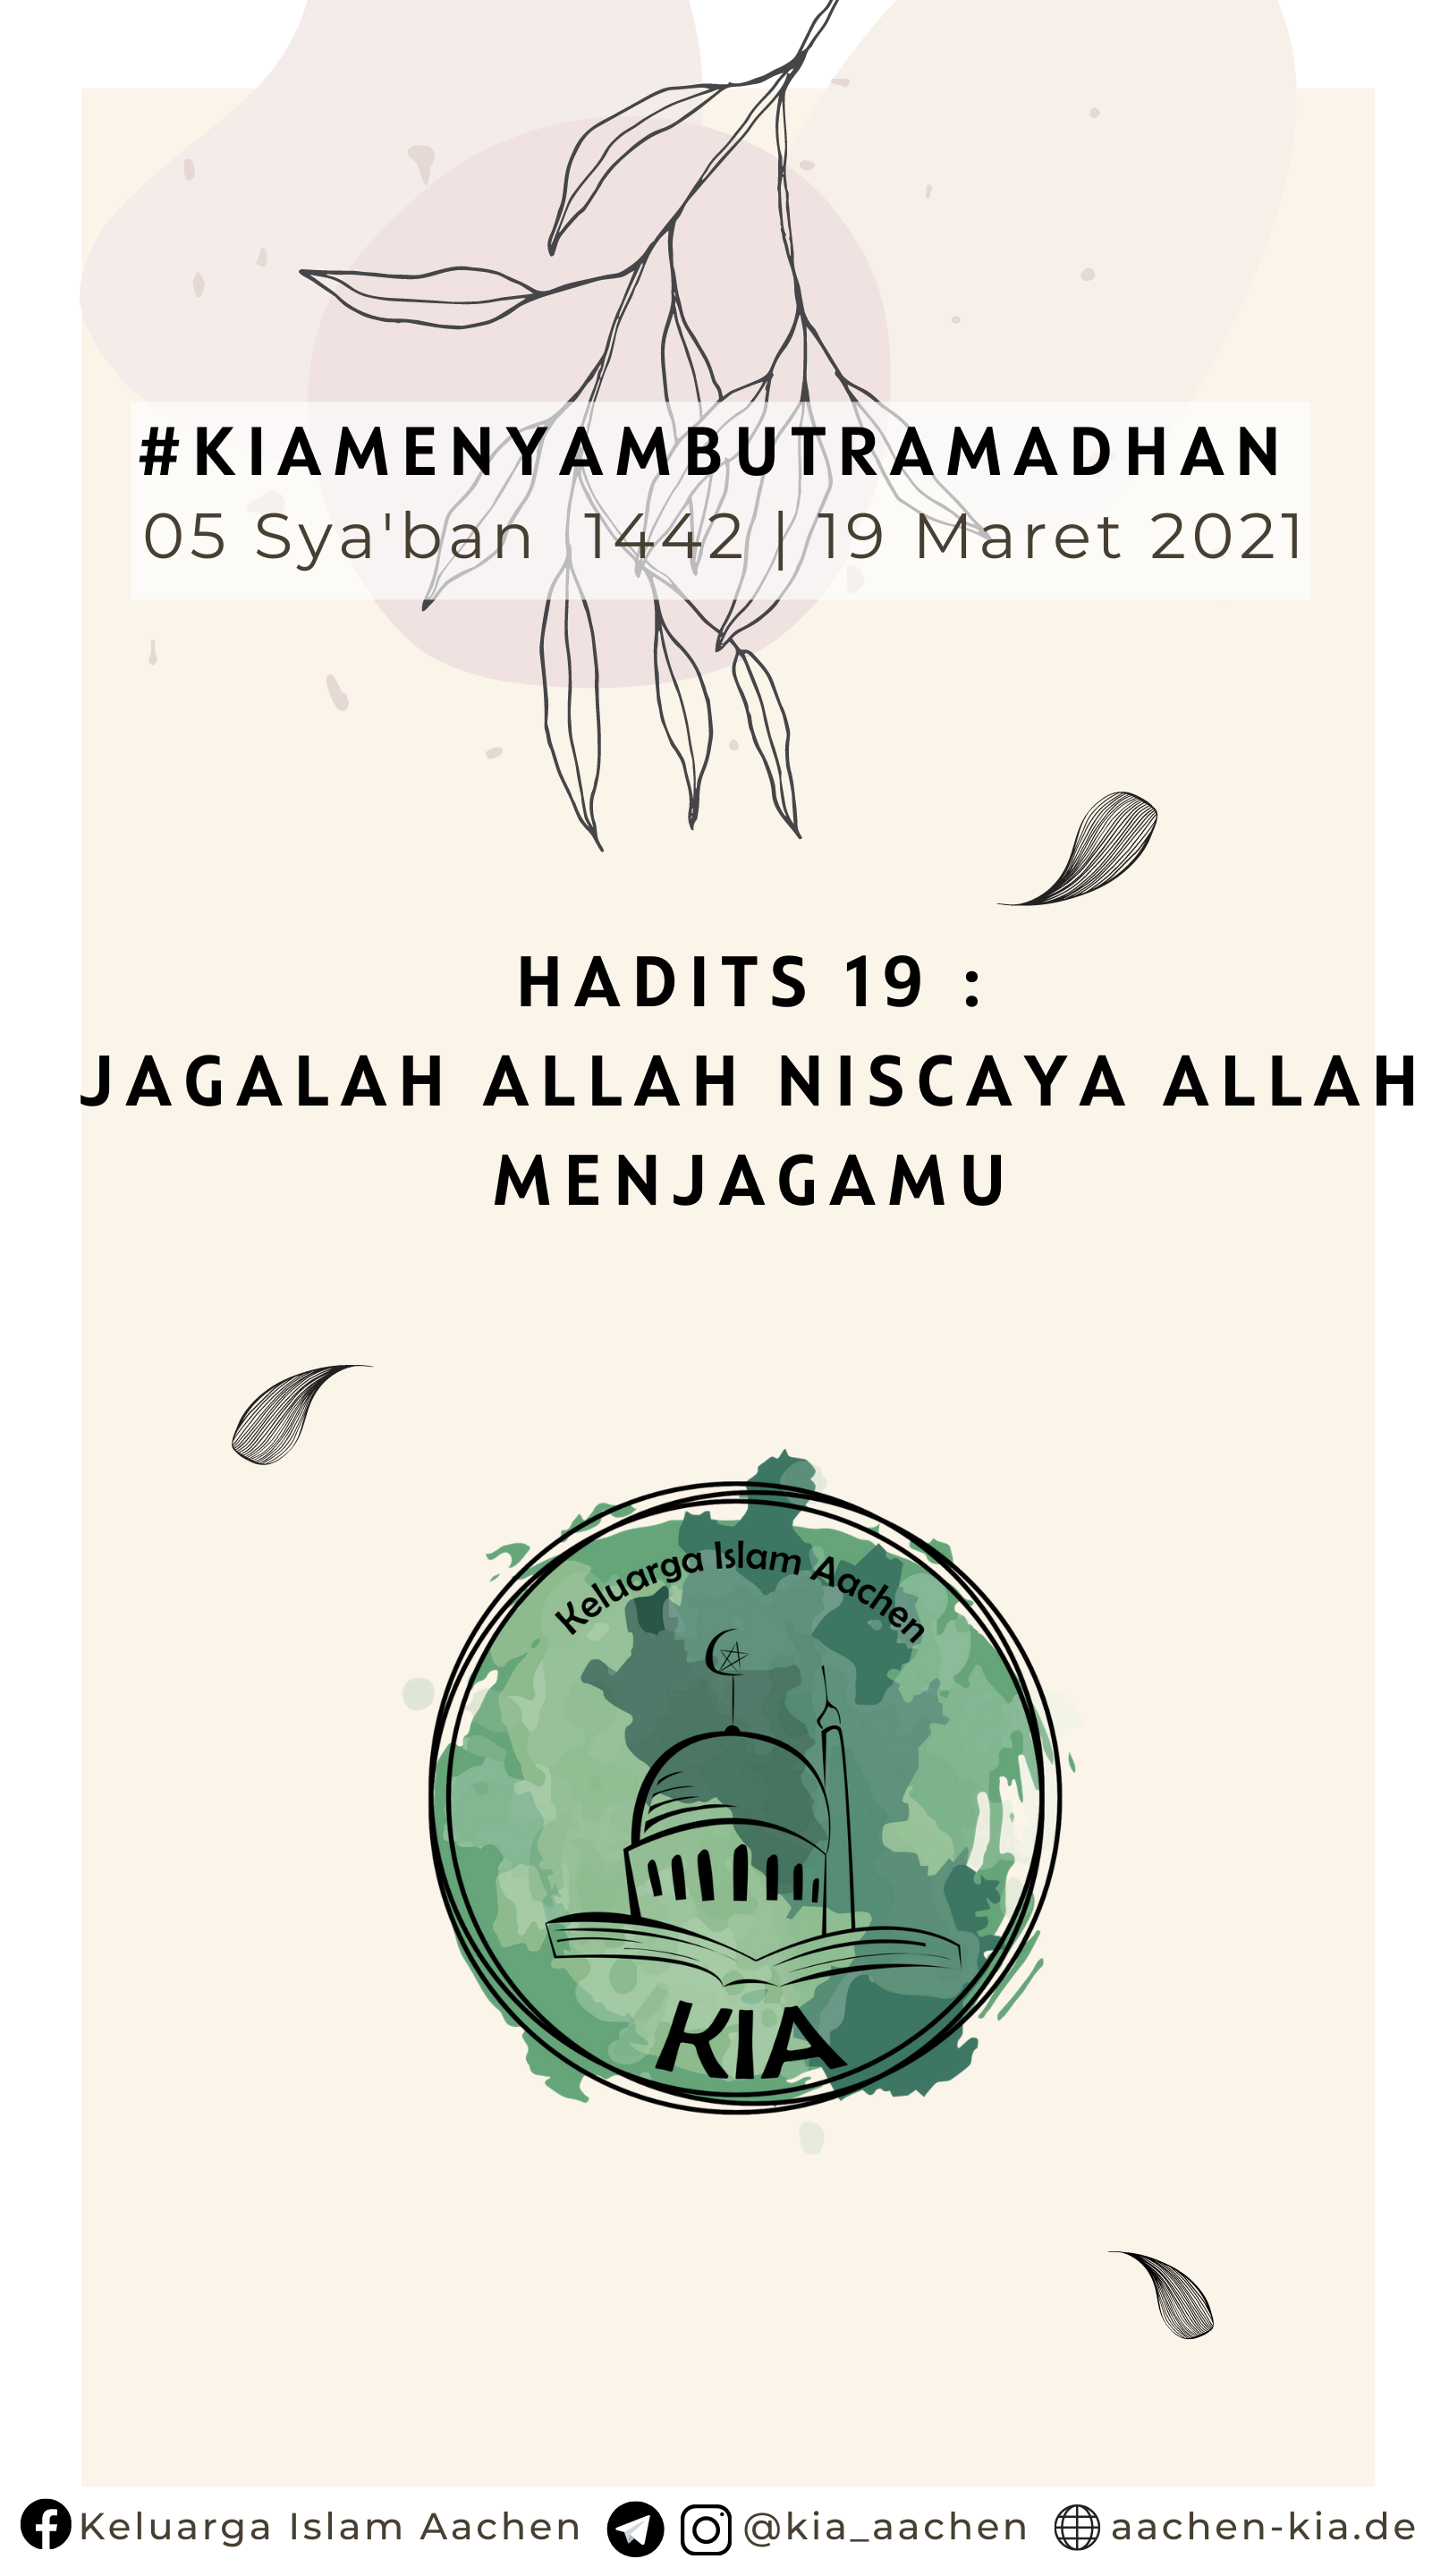 #KIAMENYAMBUTRAMADHAN
05 Sya'ban 1442 | 19 Maret 2021
HADITS 19 :
JAGALAH ALLAH NISCAYA ALLAH
MENJAGAMU
Keluarga Islam Aachen
KIA
Keluarga Islam Aachen @kia_aachen aachen-kia.de